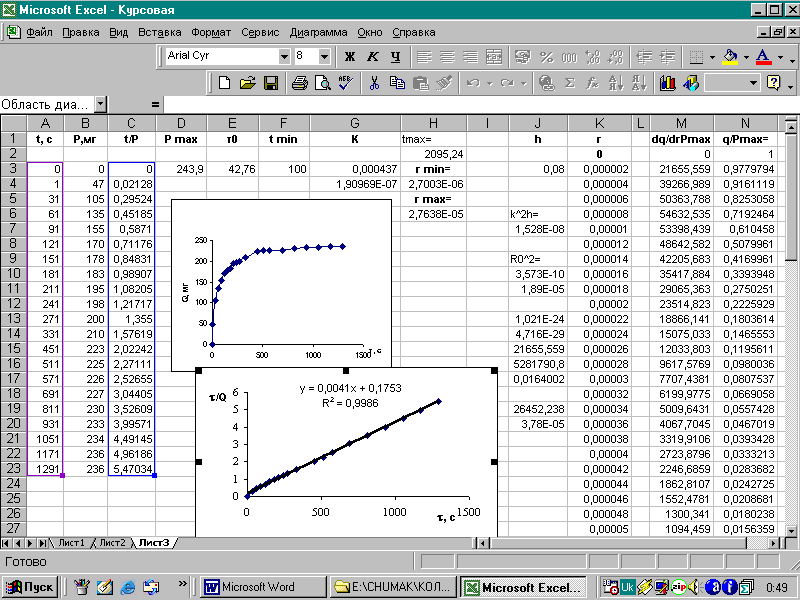 Microsoft Excel - Курсовая
Файл Правка Вид Вставка Формат Сервис Диаграмма Окно Справка
Arial Cyr 8 Ж К Ч
Область диа... =
A B C D E F G H I J K L M N
1 t, с P,мг t/P P max τ0 t min K tmax= h r dq/drPmax q/Pmax=
2 2095,24 0 0 1
3 0 0 0 243,9 42,76 100 0,000437 r min= 0,08 0,000002 21655,559 0,9779794
4 1 47 0,02128 1,90969E-07 2,7003E-06 0,000004 39266,989 0,9161119
5 31 105 0,29524 r max= 0,000006 50363,788 0,8253058
6 61 135 0,45185 2,7638E-05 k^2h= 0,000008 54632,535 0,7192464
7 91 155 0,5871 1,528E-08 0,00001 53398,439 0,610458
8 121 170 0,71176 0,000012 48642,582 0,5079961
9 151 178 0,84831 R0^2= 0,000014 42205,683 0,4169961
10 181 183 0,98907 3,573E-10 0,000016 35417,884 0,3393948
11 211 195 1,08205 1,89E-05 0,000018 29065,363 0,2750251
12 241 198 1,21717 0,00002 23514,823 0,2225929
13 271 200 1,355 1,021E-24 0,000022 18866,141 0,1803614
14 331 210 1,57619 4,716E-29 0,000024 15075,033 0,1465553
15 451 223 2,02242 21655,559 0,000026 12033,803 0,1195611
16 511 225 2,27111 5281790,8 0,000028 9617,5769 0,0980036
17 571 226 2,52655 0,0164002 0,00003 7707,4381 0,0807537
18 691 227 3,04405 0,000032 6199,9775 0,0669058
19 811 230 3,52609 26452,238 0,000034 5009,6431 0,0557428
20 931 233 3,99571 3,78E-05 0,000036 4067,7045 0,0467019
21 1051 234 4,49145 0,000038 3319,9106 0,0393428
22 1171 236 4,96186 0,00004 2723,8796 0,0333213
23 1291 236 5,47034 0,000042 2246,6859 0,0283682
24 0,000044 1862,8107 0,0242725
25 0,000046 1552,4781 0,0208681
26 0,000048 1300,341 0,0180238
27 0,00005 1094,459 0,0156359
250
200
150
100
50
0
Q, мг
0 500 1000 1500
τ, с
τ/Q
y = 0,0041x + 0,1753
R² = 0,9986
6
5
4
3
2
1
0
0 500 1000 1500
τ, с
Лист1 Лист2 Лист3
Готово
Пуск » Microsoft Word E:\CHUMAK\КОЛ... Microsoft Excel... Uk zip 0:49